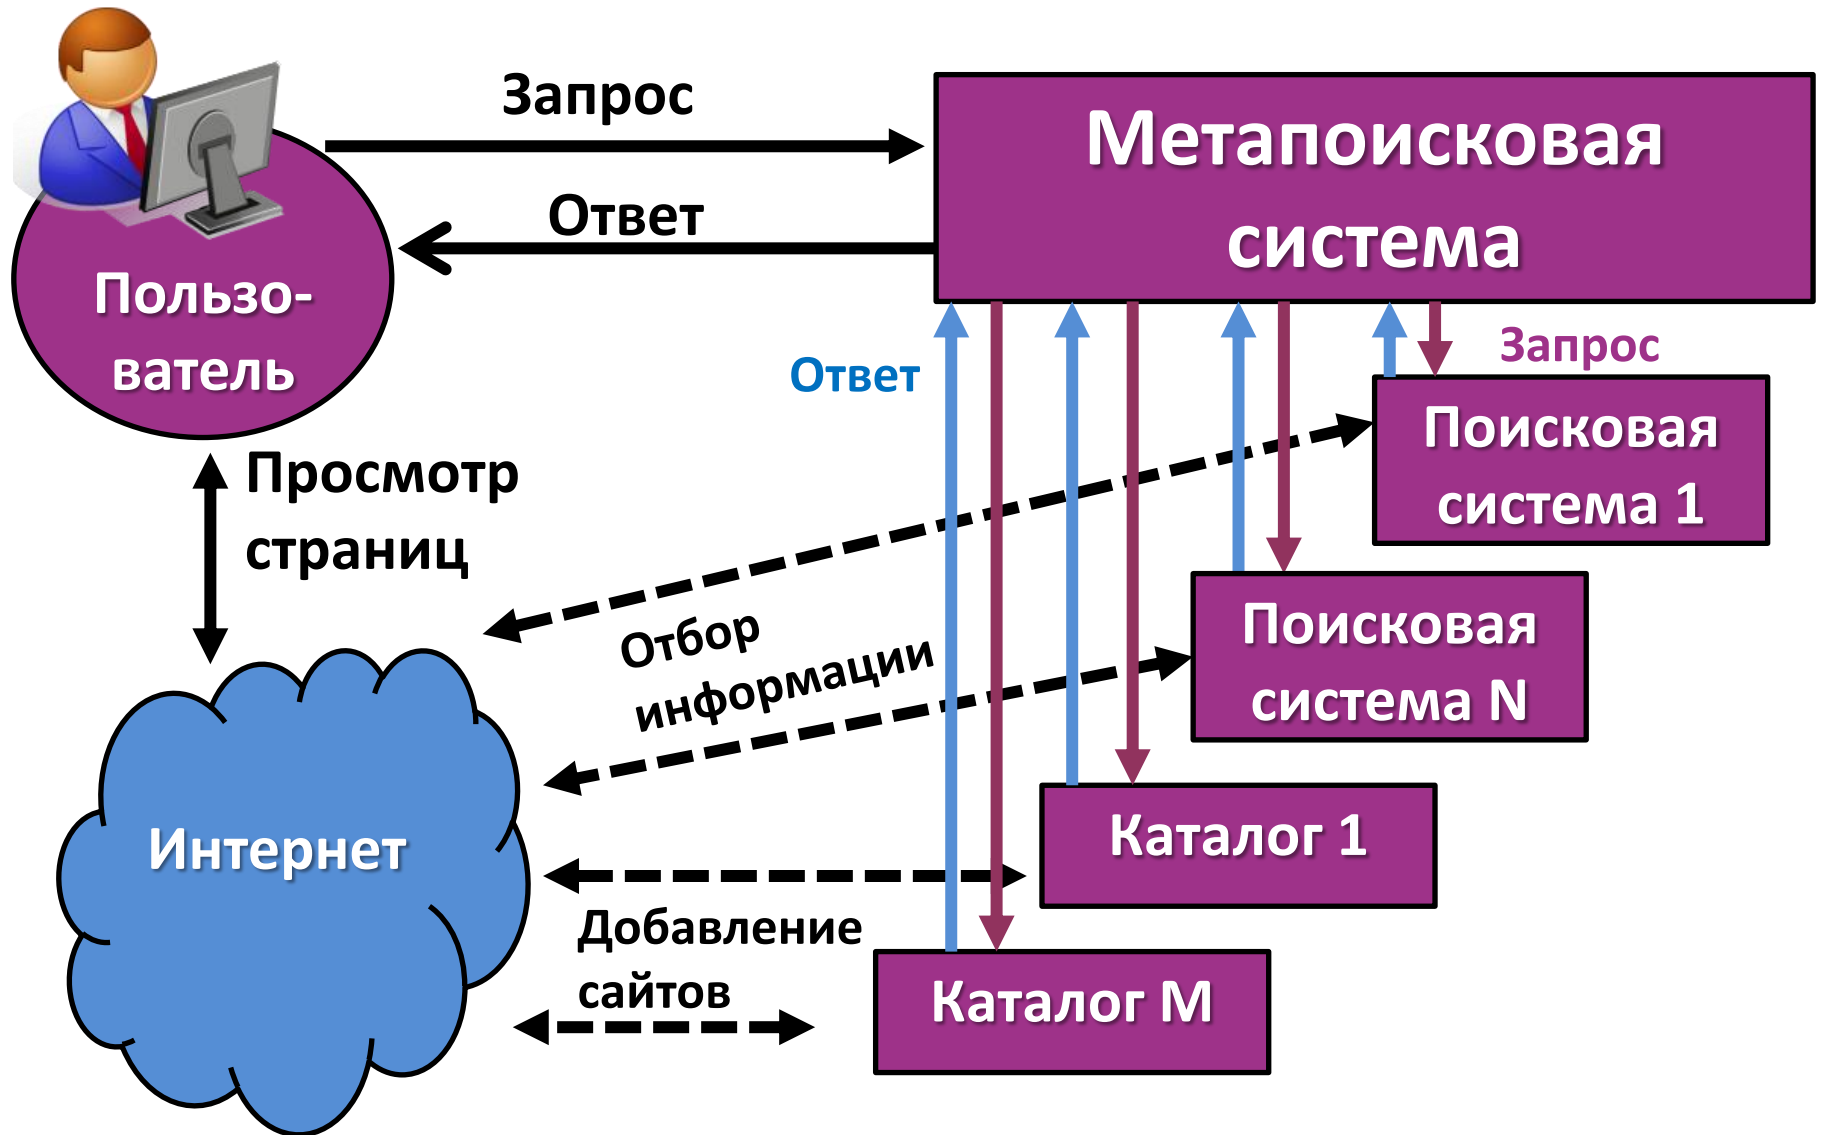 Запрос
Метапоисковая
система
Ответ
Пользо-
ватель
Ответ
Запрос
Поисковая
система 1
Просмотр
страниц
Отбор
информации
Поисковая
система N
Интернет
Каталог 1
Добавление
сайтов
Каталог М